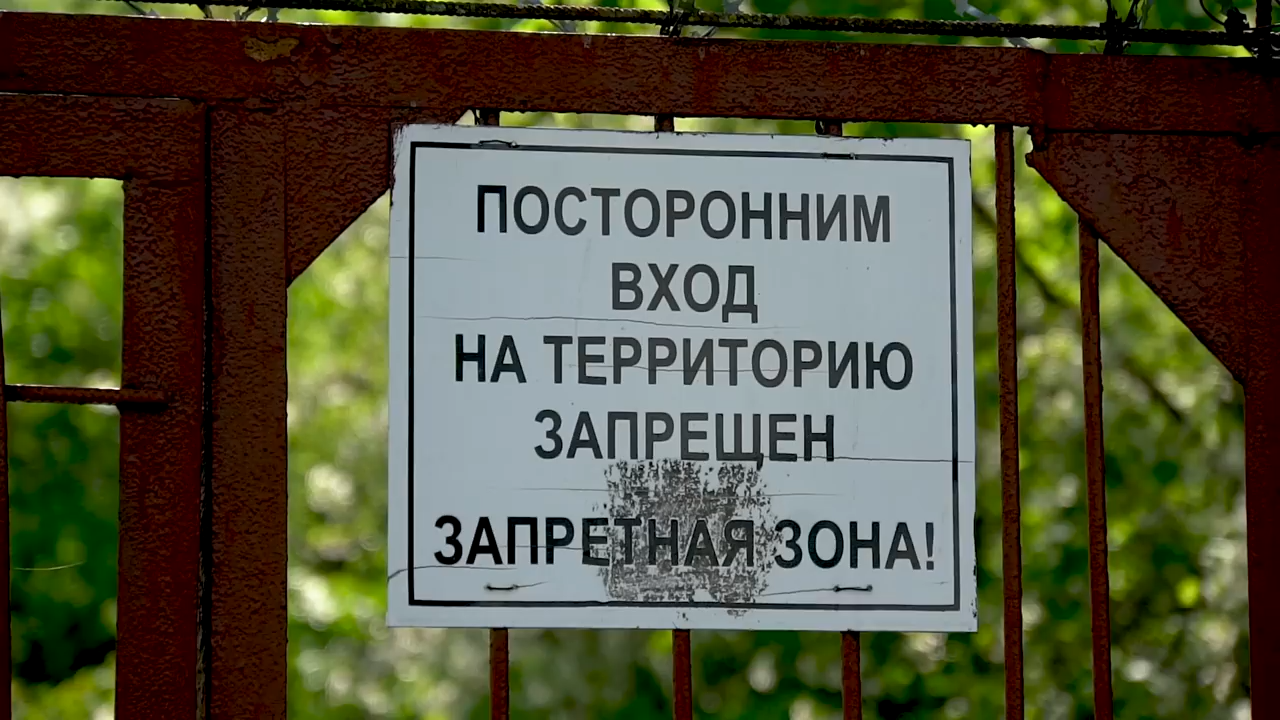 ПОСТОРОННИМ
ВХОД
НА ТЕРРИТОРИЮ
ЗАПРЕЩЕН
ЗАПРЕТНАЯ ЗОНА!